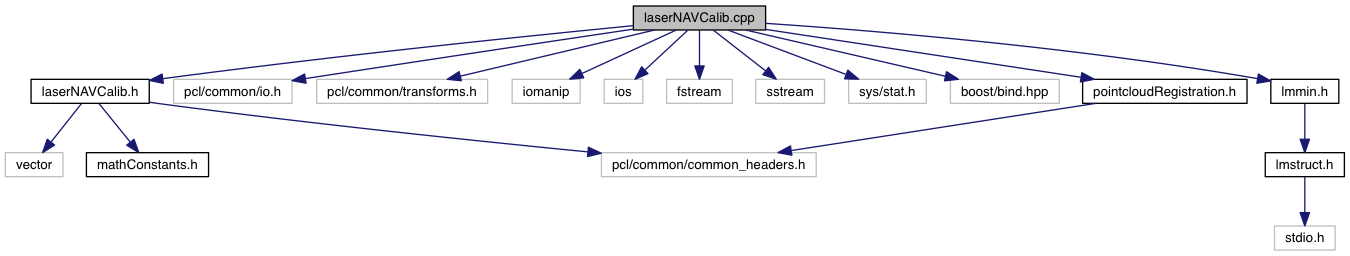 laserNAVCalib.cpp
laserNAVCalib.h
pcl/common/io.h
pcl/common/transforms.h
iomanip
ios
fstream
sstream
sys/stat.h
boost/bind.hpp
pointcloudRegistration.h
lmmin.h
vector
mathConstants.h
pcl/common/common_headers.h
lmstruct.h
stdio.h